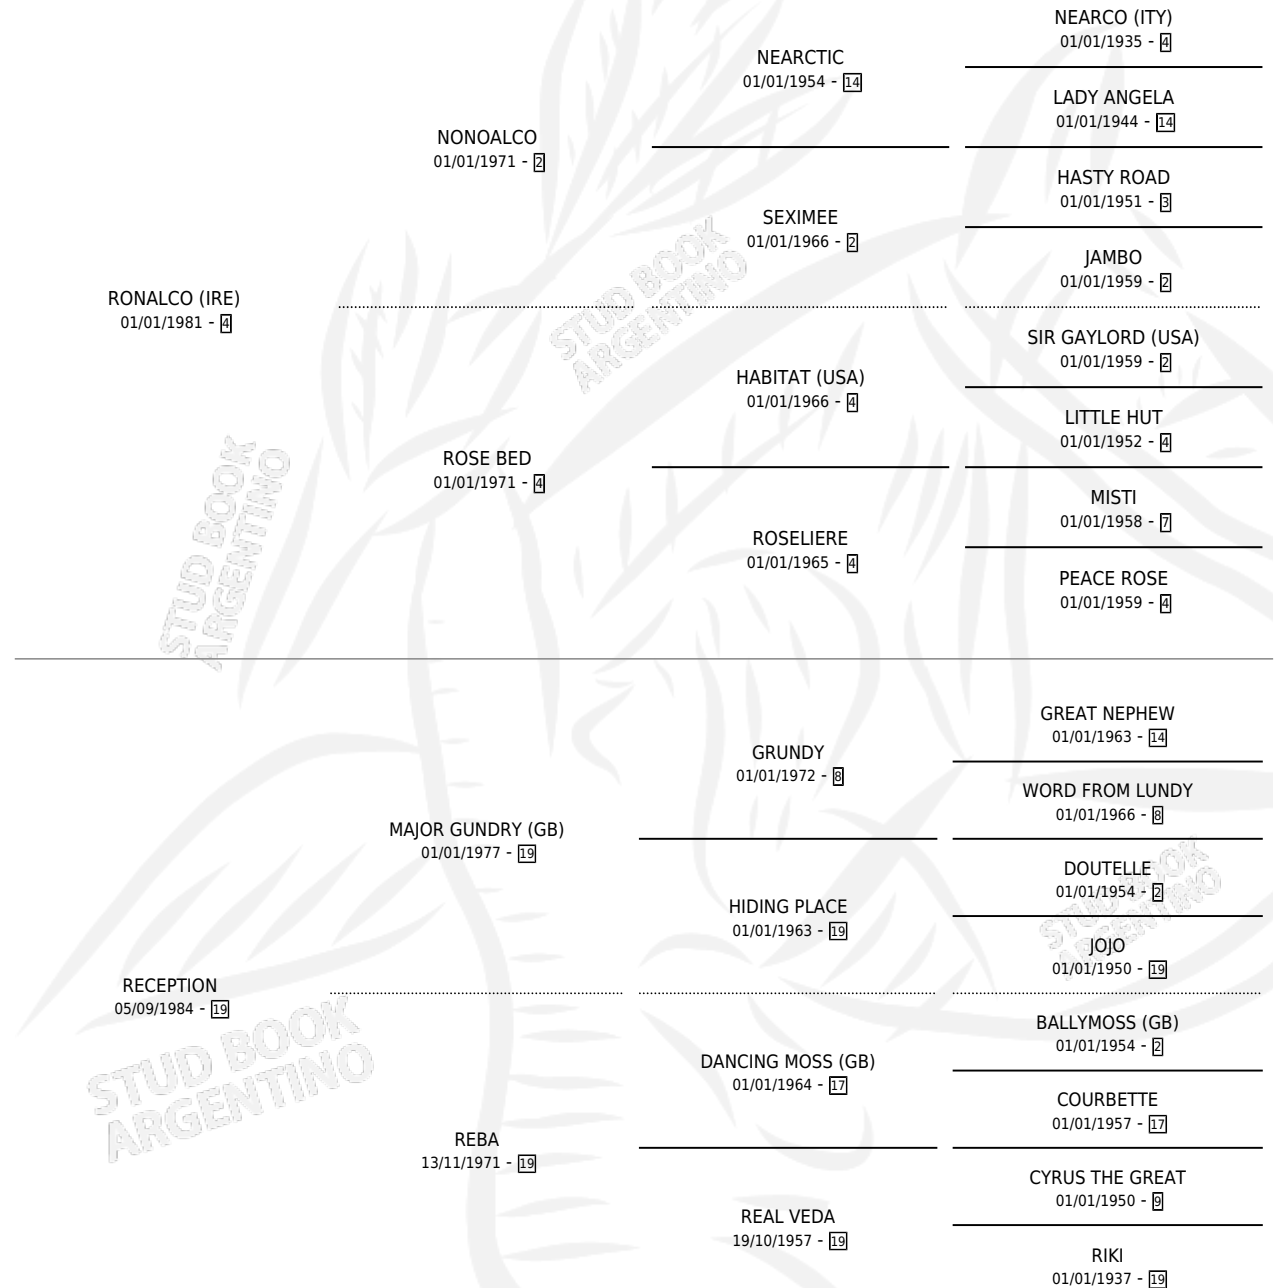 NEARCO (ITY)
01/01/1935 - 4
NEARCTIC
01/01/1954 - 14
LADY ANGELA
01/01/1944 - 14
NONOALCO
01/01/1971 - 2
HASTY ROAD
01/01/1951 - 3
SEXIMEE
01/01/1966 - 2
JAMBO
01/01/1959 - 2
RONALCO (IRE)
01/01/1981 - 4
SIR GAYLORD (USA)
01/01/1959 - 2
HABITAT (USA)
01/01/1966 - 4
LITTLE HUT
01/01/1952 - 4
ROSE BED
01/01/1971 - 4
MISTI
01/01/1958 - 7
ROSELIERE
01/01/1965 - 4
PEACE ROSE
01/01/1959 - 4
STUD BOOK
ARGENTINO
STUD BOOK
ARGENTINO
GREAT NEPHEW
01/01/1963 - 14
GRUNDY
01/01/1972 - 8
WORD FROM LUNDY
01/01/1966 - 8
MAJOR GUNDRY (GB)
01/01/1977 - 19
DOUTELLE
01/01/1954 - 2
HIDING PLACE
01/01/1963 - 19
JOJO
01/01/1950 - 19
STUD BOOK
ARGENTINO
RECEPTION
05/09/1984 - 19
BALLYMOSS (GB)
01/01/1954 - 2
DANCING MOSS (GB)
01/01/1964 - 17
COURBETTE
01/01/1957 - 17
STUD BOOK
ARGENTINO
REBA
13/11/1971 - 19
CYRUS THE GREAT
01/01/1950 - 9
REAL VEDA
19/10/1957 - 19
RIKI
01/01/1937 - 19